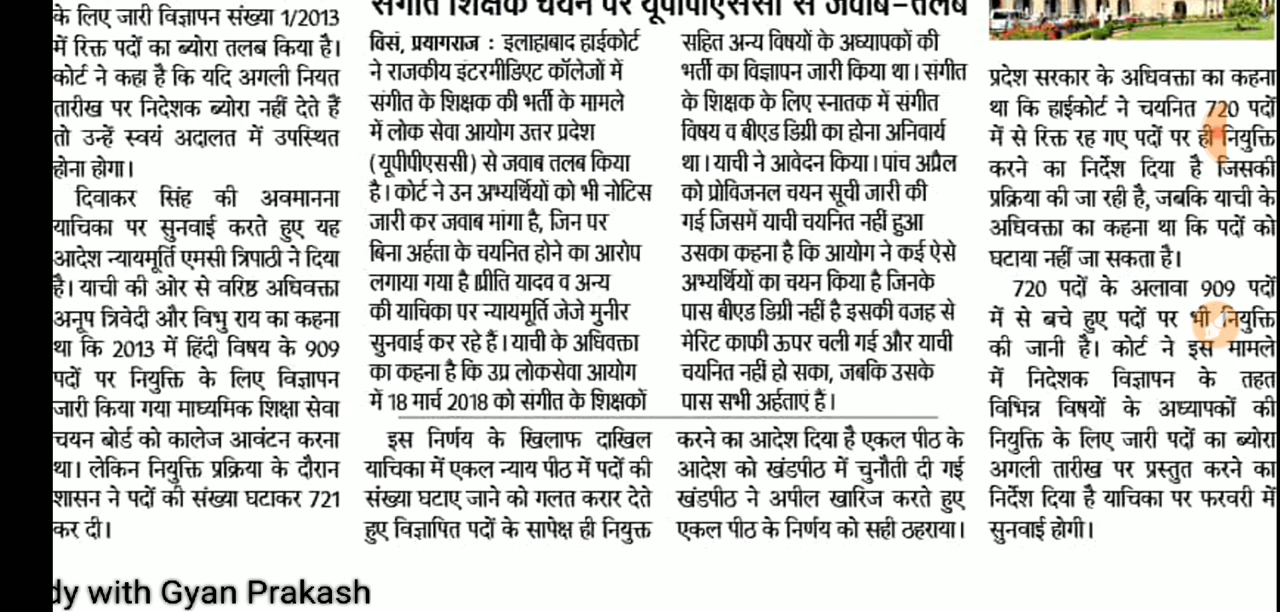 के लिए जारी विज्ञापन संख्या 1/2013
में रिक्त पदों का ब्योरा तलब किया है।
कोर्ट ने कहा है कि यदि अगली नियत
तारीख पर निदेशक ब्योरा नहीं देते हैं
तो उन्हें स्वयं अदालत में उपस्थित
होना होगा।
दिवाकर सिंह की अवमानना
याचिका पर सुनवाई करते हुए यह
आदेश न्यायमूर्ति एमसी त्रिपाठी ने दिया
है। याची की ओर से वरिष्ठ अधिवक्ता
अनूप त्रिवेदी और विभु राय का कहना
था कि 2013 में हिंदी विषय के 909
पदों पर नियुक्ति के लिए विज्ञापन
जारी किया गया माध्यमिक शिक्षा सेवा
चयन बोर्ड को कालेज आवंटन करना
था। लेकिन नियुक्ति प्रक्रिया के दौरान
शासन ने पदों की संख्या घटाकर 721
कर दी।
संगीत शिक्षक चयन पर यूपीपीएससी से जवाब-तलब
विसं, प्रयागराज : इलाहाबाद हाईकोर्ट
ने राजकीय इंटरमीडिएट कॉलेजों में
संगीत के शिक्षक की भर्ती के मामले
में लोक सेवा आयोग उत्तर प्रदेश
(यूपीपीएससी) से जवाब तलब किया
है। कोर्ट ने उन अभ्यर्थियों को भी नोटिस
जारी कर जवाब मांगा है, जिन पर
बिना अर्हता के चयनित होने का आरोप
लगाया गया है।प्रीति यादव व अन्य
की याचिका पर न्यायमूर्ति जेजे मुनीर
सुनवाई कर रहे हैं। याची के अधिवक्ता
का कहना है कि उप्र लोकसेवा आयोग
में 18 मार्च 2018 को संगीत के शिक्षकों
सहित अन्य विषयों के अध्यापकों की
भर्ती का विज्ञापन जारी किया था। संगीत
के शिक्षक के लिए स्नातक में संगीत
विषय व बीएड डिग्री का होना अनिवार्य
था। याची ने आवेदन किया। पांच अप्रैल
को प्रोविजनल चयन सूची जारी की
गई जिसमें याची चयनित नहीं हुआ
उसका कहना है कि आयोग ने कई ऐसे
अभ्यर्थियों का चयन किया है जिनके
पास बीएड डिग्री नहीं है इसकी वजह से
मेरिट काफी ऊपर चली गई और याची
चयनित नहीं हो सका, जबकि उसके
पास सभी अर्हताएं हैं।
इस निर्णय के खिलाफ दाखिल
याचिका में एकल न्याय पीठ में पदों की
संख्या घटाए जाने को गलत करार देते
हुए विज्ञापित पदों के सापेक्ष ही नियुक्त
करने का आदेश दिया है एकल पीठ के
आदेश को खंडपीठ में चुनौती दी गई
खंडपीठ ने अपील खारिज करते हुए
एकल पीठ के निर्णय को सही ठहराया।
प्रदेश सरकार के अधिवक्ता का कहना
था कि हाईकोर्ट ने चयनित 720 पदों
में से रिक्त रह गए पदों पर ही नियुक्ति
करने का निर्देश दिया है जिसकी
प्रक्रिया की जा रही है, जबकि याची के
अधिवक्ता का कहना था कि पदों को
घटाया नहीं जा सकता है।
720 पदों के अलावा 909 पदों
में से बचे हुए पदों पर भी नियुक्ति
की जानी है। कोर्ट ने इस मामले
में निदेशक विज्ञापन के तहत
विभिन्न विषयों के अध्यापकों की
नियुक्ति के लिए जारी पदों का ब्योरा
अगली तारीख पर प्रस्तुत करने का
निर्देश दिया है याचिका पर फरवरी में
सुनवाई होगी।
dy with Gyan Prakash